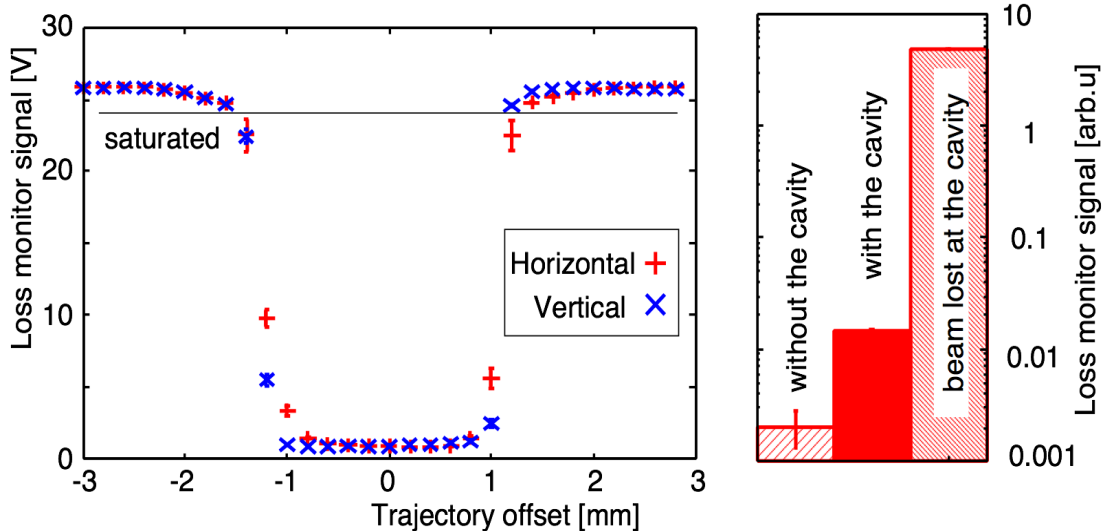 30
20
10
0
-3
-2
-1
0
1
2
3
Loss monitor signal [V]
Trajectory offset [mm]
saturated
Horizontal
Vertical
without the cavity
with the cavity
beam lost at the cavity
10
1
0.1
0.01
0.001
Loss monitor signal [arb.u]